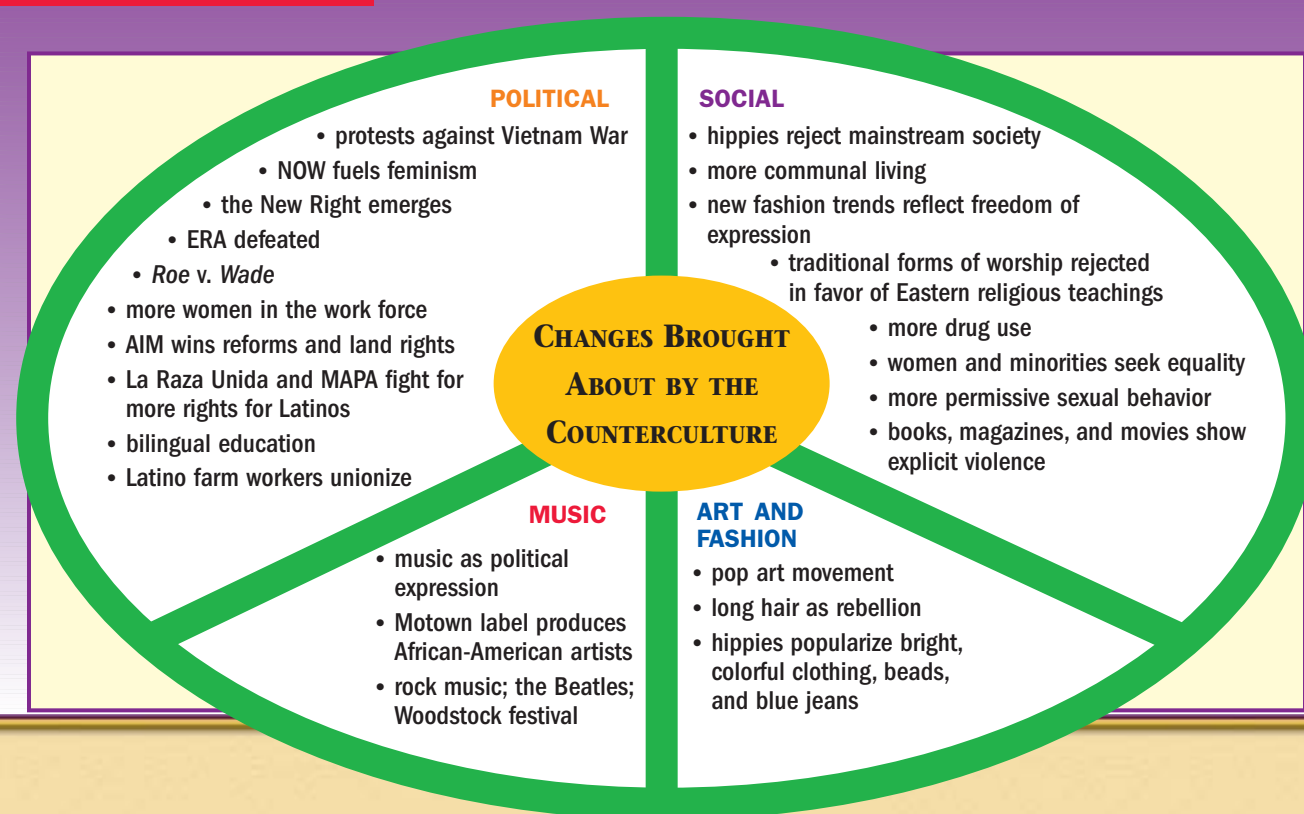 POLITICAL
• protests against Vietnam War
• NOW fuels feminism
• the New Right emerges
• ERA defeated
• Roe v. Wade
• more women in the work force
• AIM wins reforms and land rights
• La Raza Unida and MAPA fight for
more rights for Latinos
• bilingual education
• Latino farm workers unionize
SOCIAL
• hippies reject mainstream society
• more communal living
• new fashion trends reflect freedom of
expression
• traditional forms of worship rejected
in favor of Eastern religious teachings
• more drug use
• women and minorities seek equality
• more permissive sexual behavior
• books, magazines, and movies show
explicit violence
CHANGES BROUGHT
ABOUT BY THE
COUNTERCULTURE
MUSIC
• music as political
expression
• Motown label produces
African-American artists
• rock music; the Beatles;
Woodstock festival
ART AND
FASHION
• pop art movement
• long hair as rebellion
• hippies popularize bright,
colorful clothing, beads,
and blue jeans